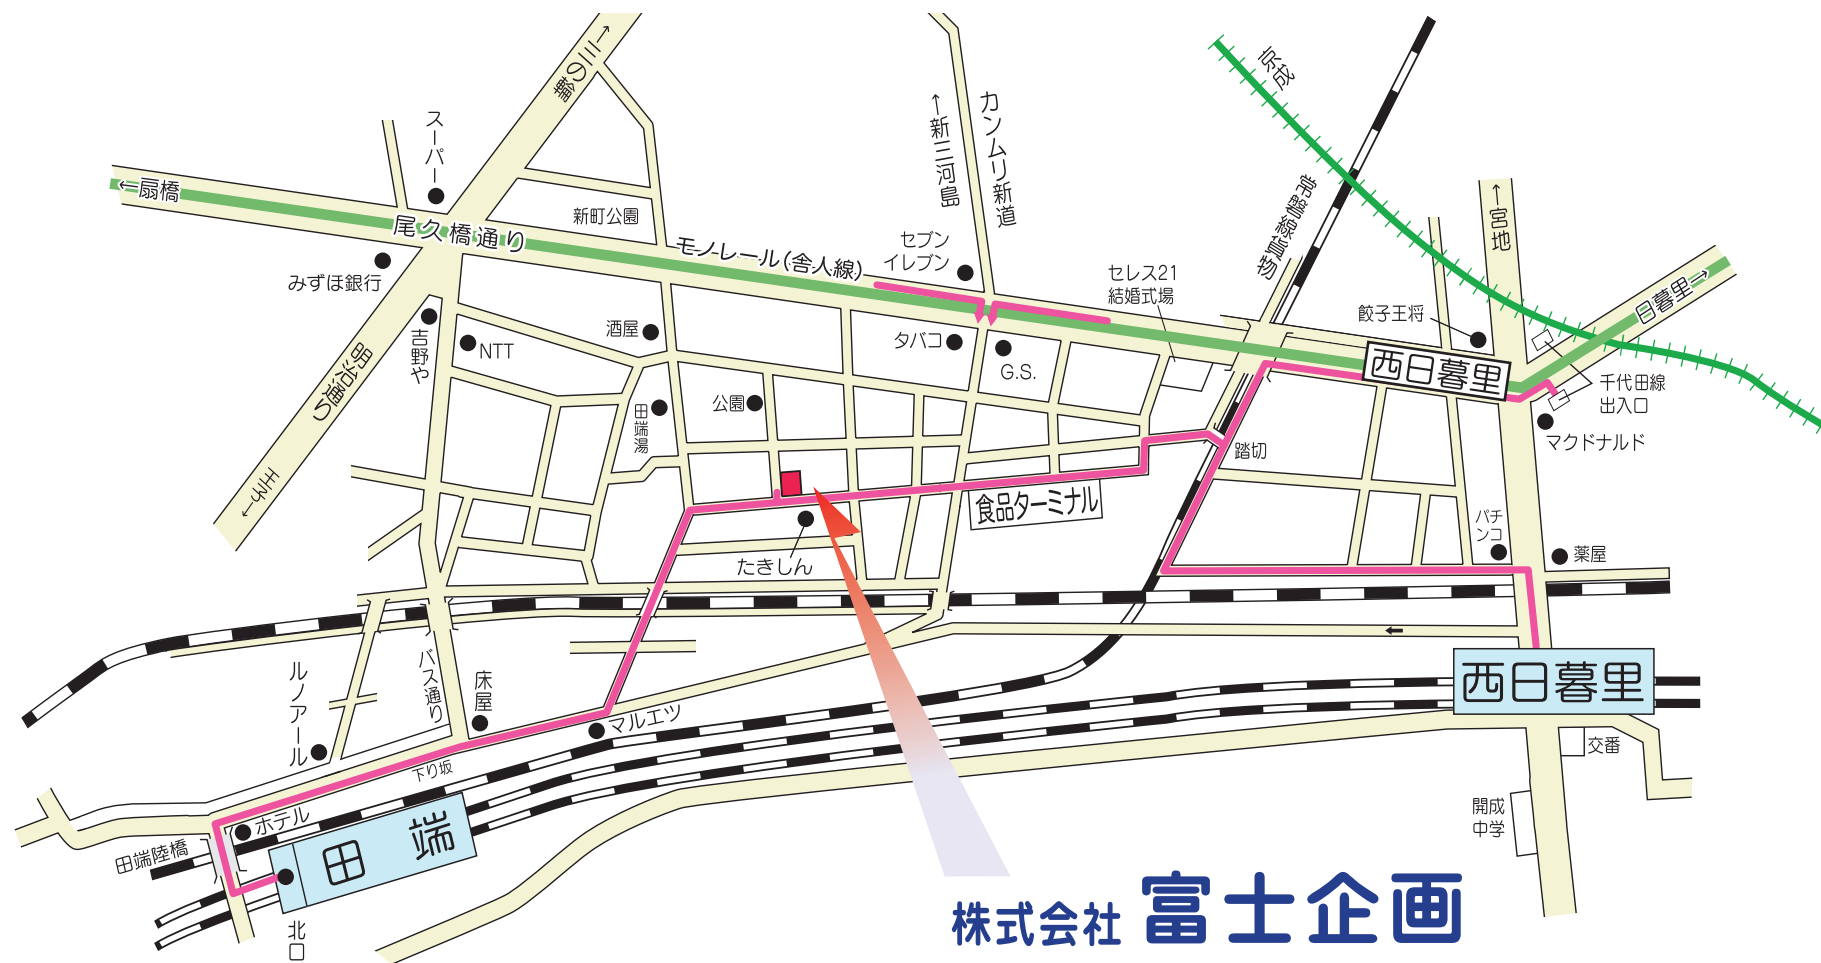 ←三の輪
スーパー
←扇橋
尾久橋通り
新町公園
モノレール(舎人線)
←新三河島
カンムリ新道
セブン
イレブン
京成
常磐線貨物
←宮地
日暮里→
みずほ銀行
吉野や
NTT
明治通り
王子→
酒屋
田端湯
公園
タバコ
G.S.
セレス21
結婚式場
餃子王将
西日暮里
千代田線
出入口
マクドナルド
踏切
食品ターミナル
たきしん
パチ
ンコ
薬屋
←
ルノアール
バス通り
床屋
マルエツ
下り坂
西日暮里
交番
開成
中学
ホテル
田端陸橋
田端
北口
株式会社富士企画